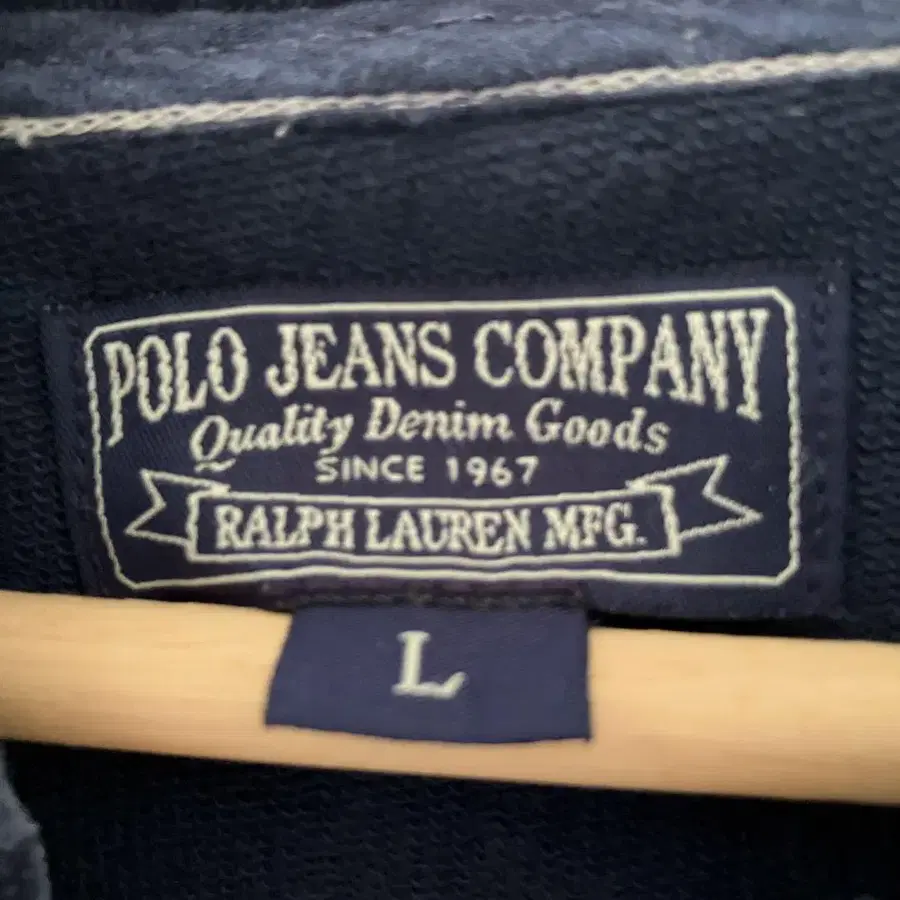 POLO JEANS COMPANY
Quality Denim Goods
SINCE 1967
RALPH LAUREN MFG.
L